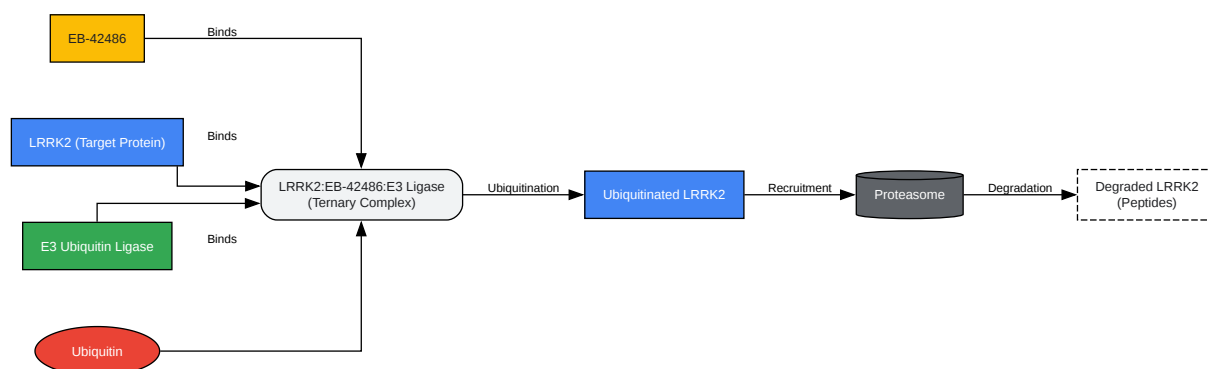 EB-42486
Binds
LRRK2 (Target Protein)
Binds
LRRK2:EB-42486:E3 Ligase
(Ternary Complex)
Ubiquitination
Ubiquitinated LRRK2
Recruitment
Proteasome
Degradation
Degraded LRRK2
(Peptides)
E3 Ubiquitin Ligase
Binds
Ubiquitin